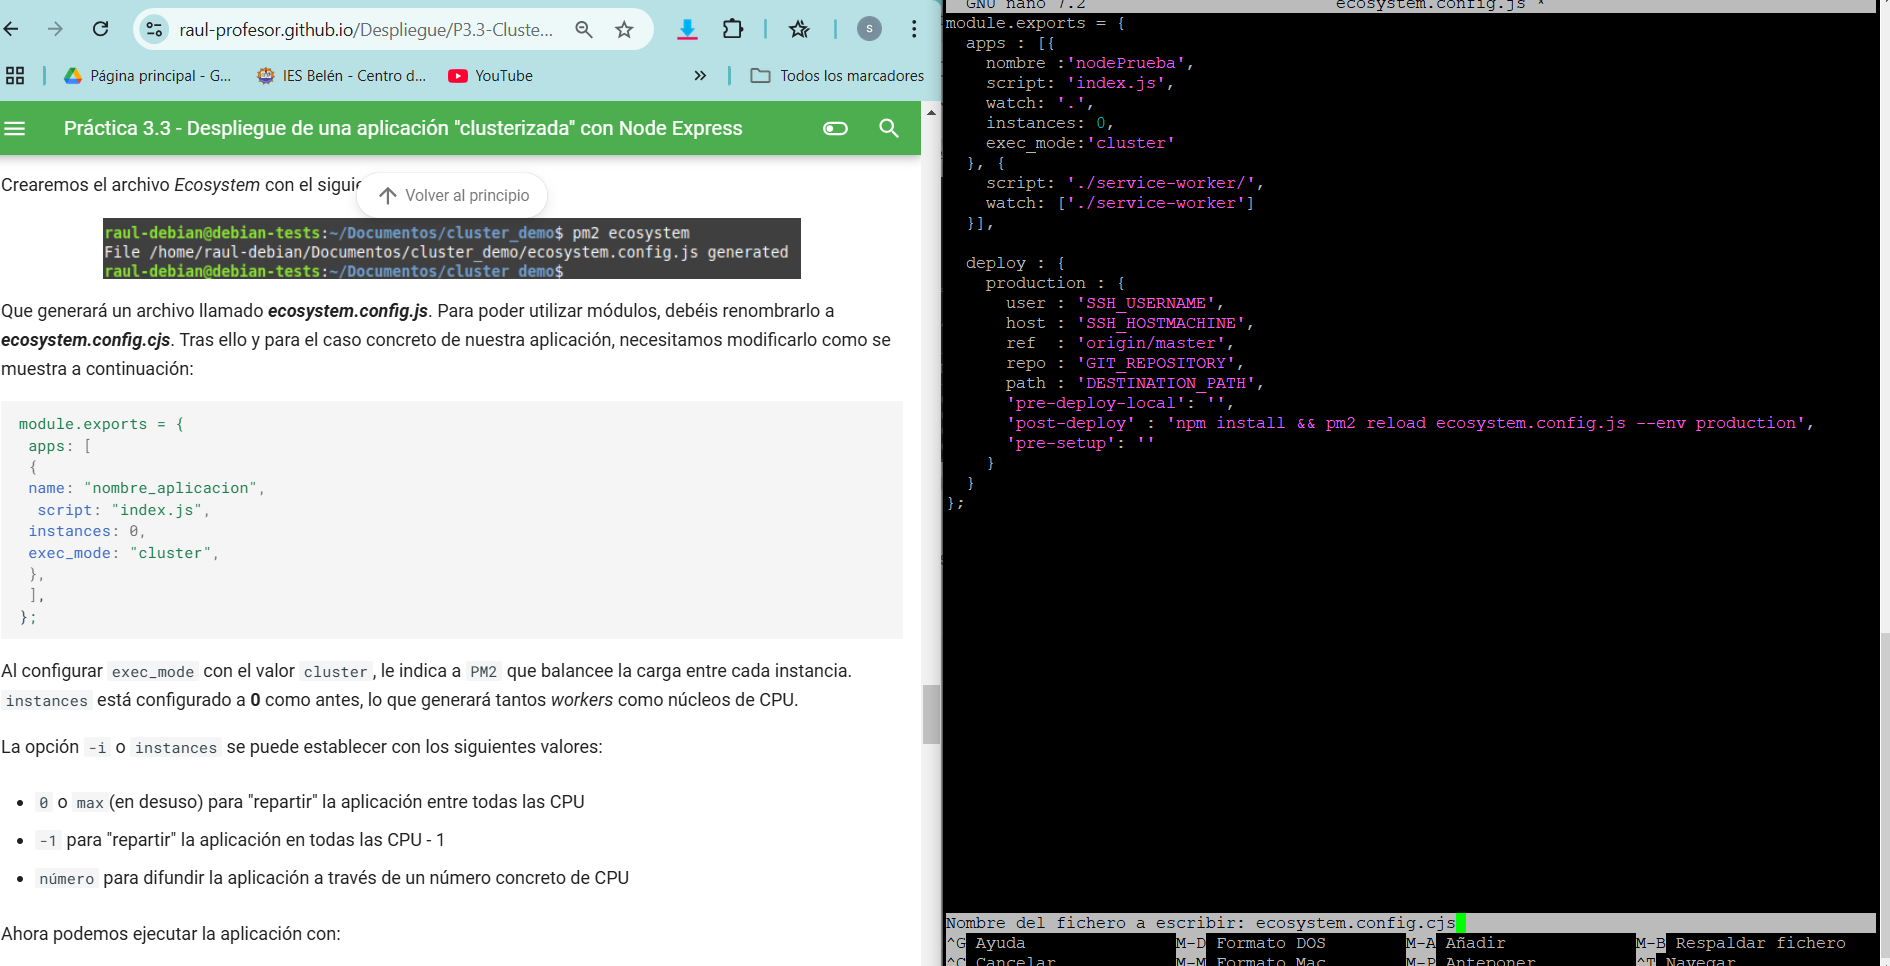 raul-profesor.github.io/Despliegue/P3.3-Cluste...
S
Página principal - G...
IES Belén - Centro d...
YouTube
»
Todos los marcadores
Práctica 3.3 - Despliegue de una aplicación "clusterizada" con Node Express
Crearemos el archivo Ecosystem con el siguie
Volver al principio
raul-debian@debian-tests:~/Documentos/cluster_demo$ pm2 ecosystem
File /home/raul-debian/Documentos/cluster_demo/ecosystem.config.js generated
raul-debian@debian-tests:~/Documentos/cluster_demo$
Que generará un archivo llamado ecosystem.config.js. Para poder utilizar módulos, debéis renombrarlo a
ecosystem.config.cjs. Tras ello y para el caso concreto de nuestra aplicación, necesitamos modificarlo como se
muestra a continuación:
module.exports = {
apps: [
{
name: "nombre_aplicacion",
script: "index.js",
instances: 0,
exec_mode: "cluster",
},
],
};
Al configurar exec_mode con el valor cluster, le indica a PM2 que balancee la carga entre cada instancia.
instances está configurado a 0 como antes, lo que generará tantos workers como núcleos de CPU.
La opción -i o instances se puede establecer con los siguientes valores:
• 0 o max (en desuso) para "repartir" la aplicación entre todas las CPU
• -1 para "repartir" la aplicación en todas las CPU - 1
• número para difundir la aplicación a través de un número concreto de CPU
Ahora podemos ejecutar la aplicación con:
GNU nano 7.2 ecosystem.config.js *
module.exports = {
apps : [{
nombre :'nodePrueba',
script: 'index.js',
watch: '.',
instances: 0,
exec_mode:'cluster'
}, {
script: './service-worker/',
watch: ['./service-worker']
}],
deploy : {
production : {
user : 'SSH_USERNAME',
host : 'SSH_HOSTMACHINE',
ref  : 'origin/master',
repo : 'GIT_REPOSITORY',
path : 'DESTINATION_PATH',
'pre-deploy-local': '',
'post-deploy' : 'npm install && pm2 reload ecosystem.config.js --env production',
'pre-setup': ''
}
}
};
Nombre del fichero a escribir: ecosystem.config.cjs
^G Ayuda M-D Formato DOS M-A Añadir M-B Respaldar fichero
^C Cancelar M-M Formato Mac M-P Anteponer ^T Navegar